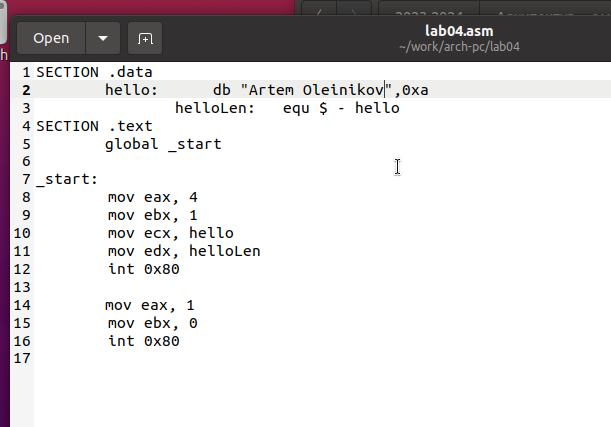 Open
lab04.asm
~/work/arch-pc/lab04
1 SECTION .data
2 hello: db "Artem Oleinikov",0xa
3 helloLen: equ $ - hello
4 SECTION .text
5 global _start
6
7 _start:
8 mov eax, 4
9 mov ebx, 1
10 mov ecx, hello
11 mov edx, helloLen
12 int 0x80
13
14 mov eax, 1
15 mov ebx, 0
16 int 0x80
17